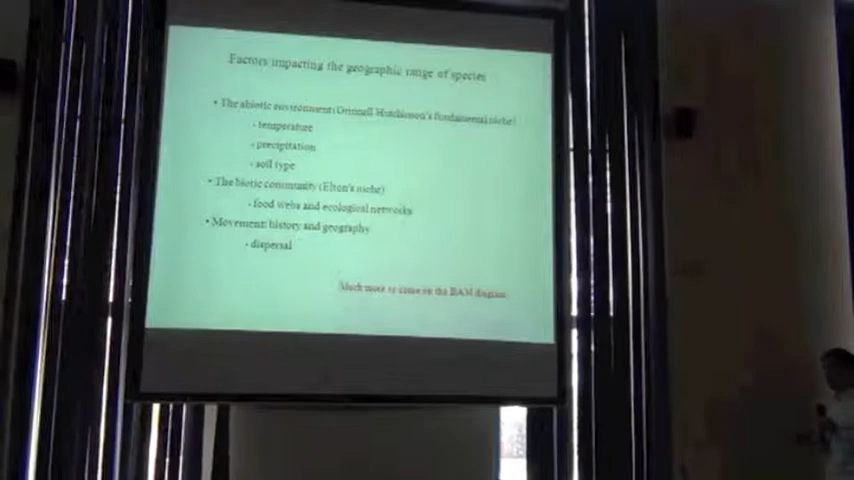 Factors impacting the geographic range of species
• The abiotic environment (Grinnell Hutchinson's fundamental niche)
- temperature
- precipitation
- soil type
• The biotic community (Elton's niche)
- food webs and ecological networks
• Movement: history and geography
- dispersal
Much more to come on the BAM diagram